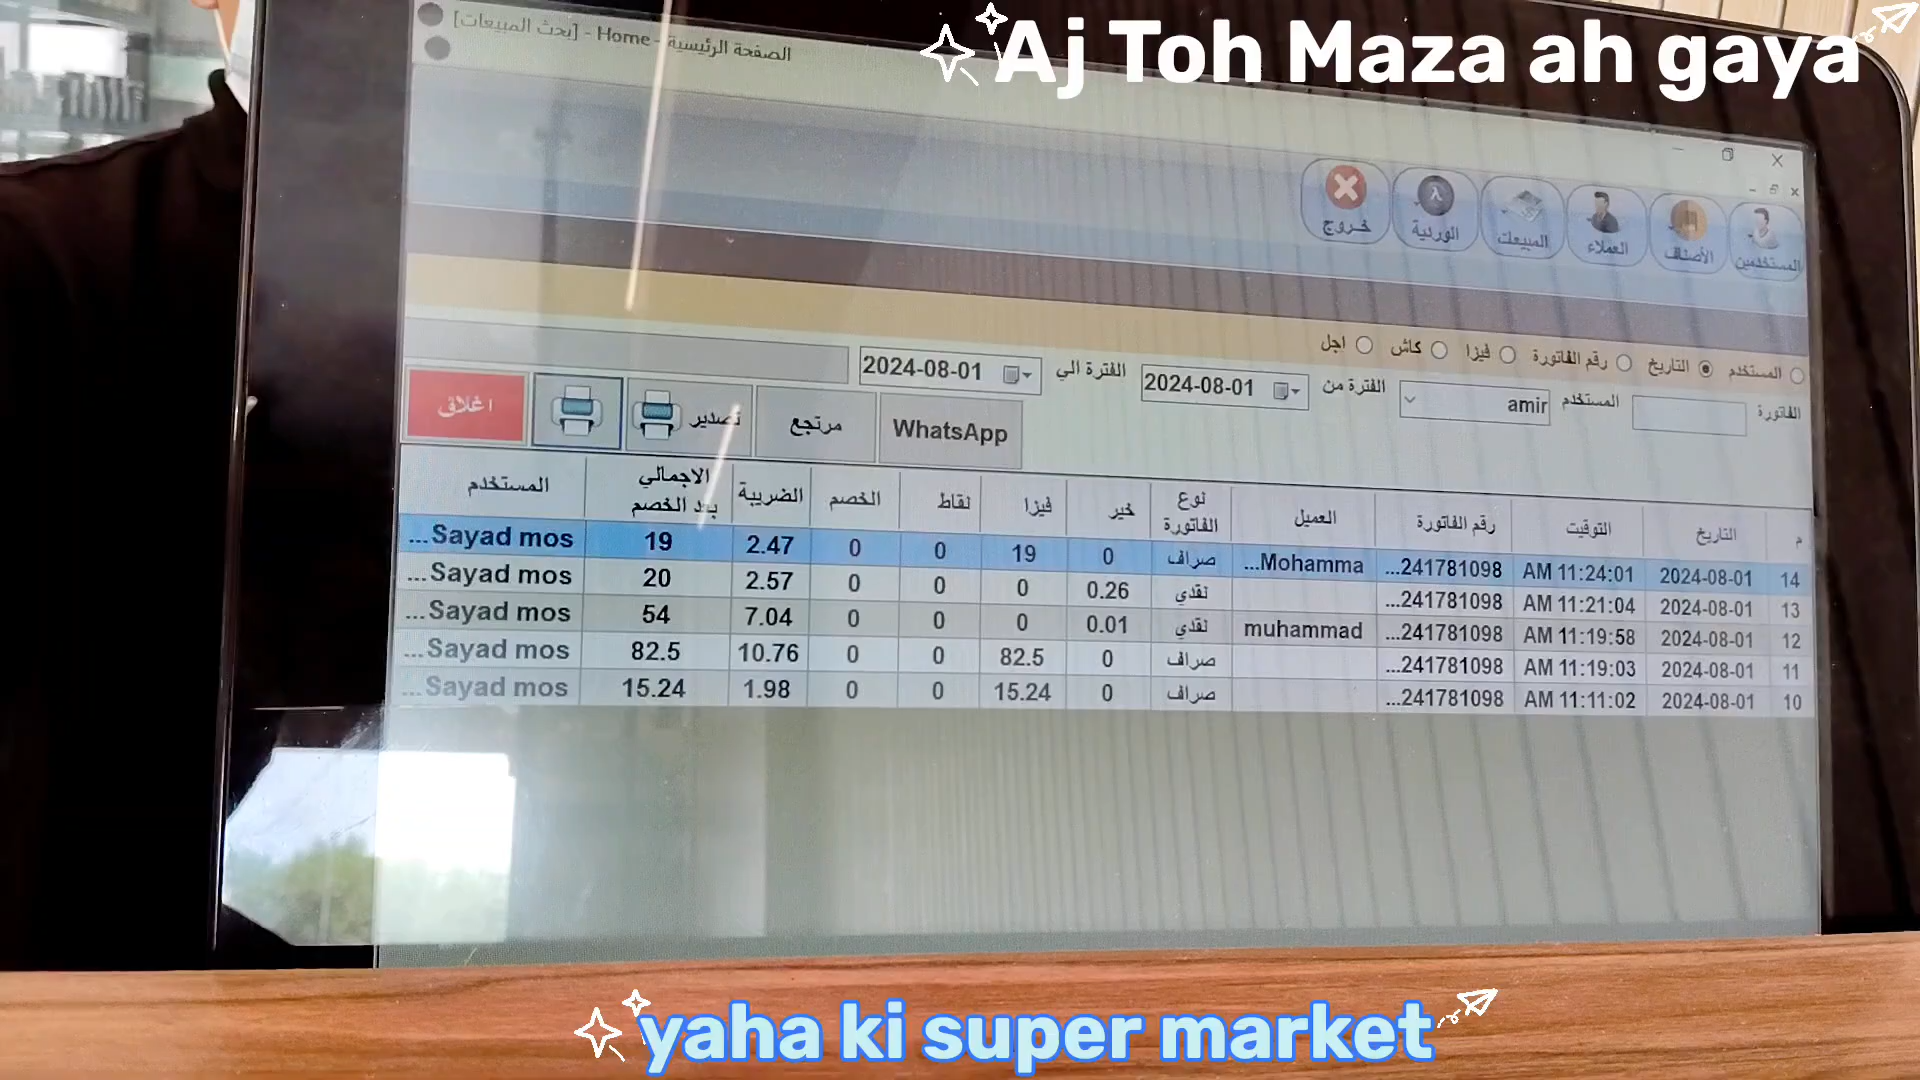 Aj Toh Maza ah gaya
الصفحة الرئيسية - Home - [بحث المبيعات]
المستخدمين
الأصناف
العملاء
المبيعات
الوردية
خروج
المستخدم التاريخ رقم الفاتورة فيزا كاش اجل
الفاتورة المستخدم amir الفترة من 2024-08-01 الفترة الي 2024-08-01
WhatsApp مرتجع تصدير اغلاق
م التاريخ التوقيت رقم الفاتورة العميل نوع الفاتورة خير فيزا نقاط الخصم الضريبة الاجمالي بعد الخصم المستخدم
14 2024-08-01 AM 11:24:01 ...241781098 ...Mohamma صراف 0 19 0 0 2.47 19 ...Sayad mos
13 2024-08-01 AM 11:21:04 ...241781098 نقدي 0.26 0 0 0 2.57 20 ...Sayad mos
12 2024-08-01 AM 11:19:58 ...241781098 muhammad نقدي 0.01 0 0 0 7.04 54 ...Sayad mos
11 2024-08-01 AM 11:19:03 ...241781098 صراف 0 82.5 0 0 10.76 82.5 ...Sayad mos
10 2024-08-01 AM 11:11:02 ...241781098 صراف 0 15.24 0 0 1.98 15.24 ...Sayad mos
yaha ki super market